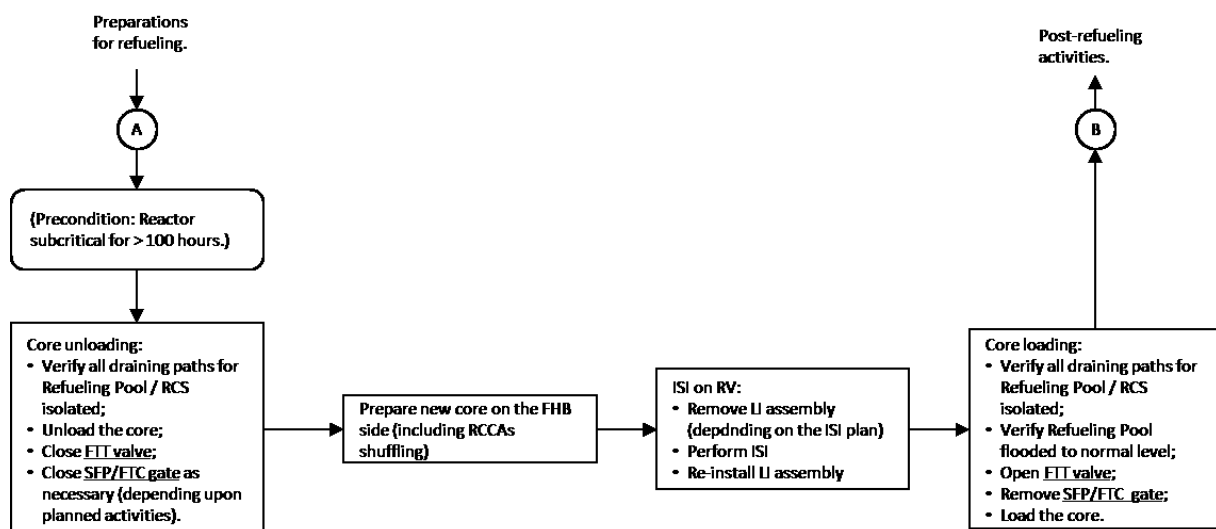 Preparations
for refueling.
A
(Precondition: Reactor
subcritical for > 100 hours.)
Core unloading:
• Verify all draining paths for
Refueling Pool / RCS
isolated;
• Unload the core;
• Close FTT valve;
• Close SFP/FTC gate as
necessary (depending upon
planned activities).
Prepare new core on the FHB
side (including RCCAs
shuffling)
ISI on RV:
• Remove LI assembly
(depdnding on the ISI plan)
• Perform ISI
• Re-install LI assembly
Core loading:
• Verify all draining paths for
Refueling Pool / RCS
isolated;
• Verify Refueling Pool
flooded to normal level;
• Open FTT valve;
• Remove SFP/FTC gate;
• Load the core.
B
Post-refueling
activities.